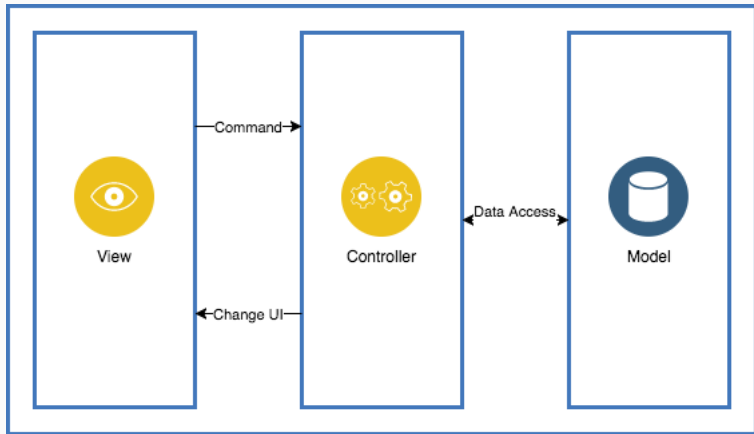 Command
View
Controller
Data Access
Model
Change UI